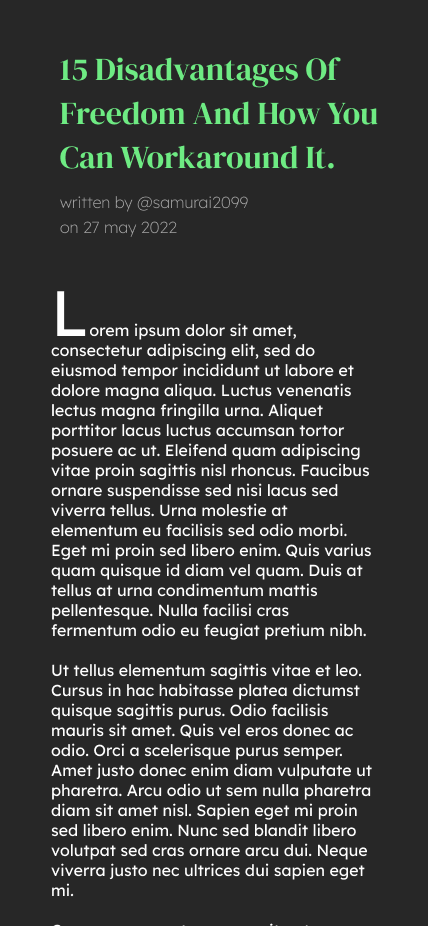 15 Disadvantages Of
Freedom And How You
Can Workaround It.
written by @samurai2099
on 27 may 2022
Lorem ipsum dolor sit amet,
consectetur adipiscing elit, sed do
eiusmod tempor incididunt ut labore et
dolore magna aliqua. Luctus venenatis
lectus magna fringilla urna. Aliquet
porttitor lacus luctus accumsan tortor
posuere ac ut. Eleifend quam adipiscing
vitae proin sagittis nisl rhoncus. Faucibus
ornare suspendisse sed nisi lacus sed
viverra tellus. Urna molestie at
elementum eu facilisis sed odio morbi.
Eget mi proin sed libero enim. Quis varius
quam quisque id diam vel quam. Duis at
tellus at urna condimentum mattis
pellentesque. Nulla facilisi cras
fermentum odio eu feugiat pretium nibh.
Ut tellus elementum sagittis vitae et leo.
Cursus in hac habitasse platea dictumst
quisque sagittis purus. Odio facilisis
mauris sit amet. Quis vel eros donec ac
odio. Orci a scelerisque purus semper.
Amet justo donec enim diam vulputate ut
pharetra. Arcu odio ut sem nulla pharetra
diam sit amet nisl. Sapien eget mi proin
sed libero enim. Nunc sed blandit libero
volutpat sed cras ornare arcu dui. Neque
viverra justo nec ultrices dui sapien eget
mi.